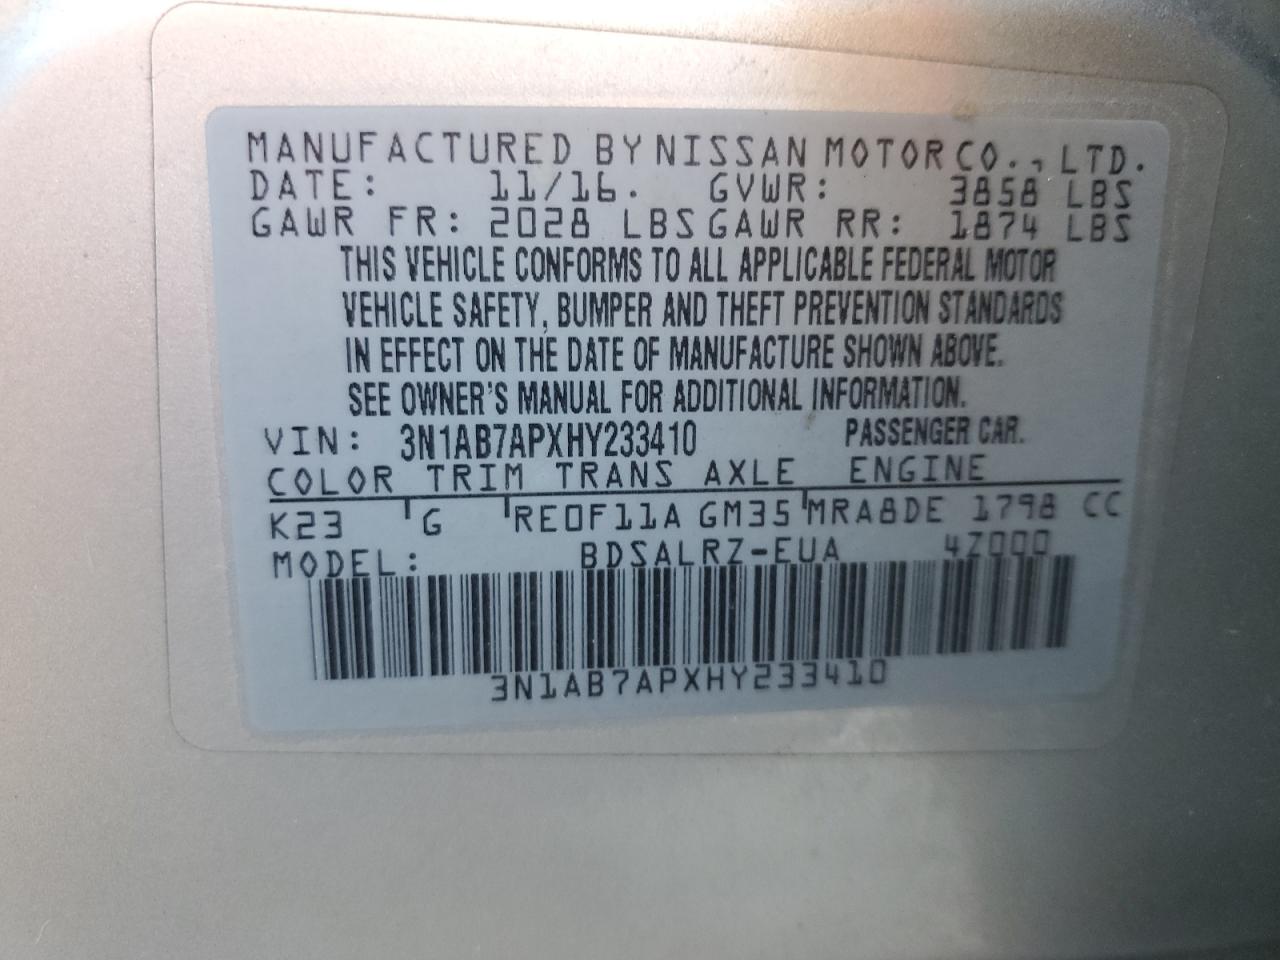 MANUFACTURED BY NISSAN MOTOR CO., LTD.
DATE: 11/16. GVWR: 3858 LBS
GAWR FR: 2028 LBS GAWR RR: 1874 LBS
THIS VEHICLE CONFORMS TO ALL APPLICABLE FEDERAL MOTOR
VEHICLE SAFETY, BUMPER AND THEFT PREVENTION STANDARDS
IN EFFECT ON THE DATE OF MANUFACTURE SHOWN ABOVE.
SEE OWNER'S MANUAL FOR ADDITIONAL INFORMATION.
VIN: 3N1AB7APXHY233410 PASSENGER CAR.
COLOR TRIM TRANS AXLE ENGINE
K23 G RE0F11A GM35 MRA8DE 1798 CC
MODEL: BDSALRZ-EUA 4Z000
3N1AB7APXHY233410